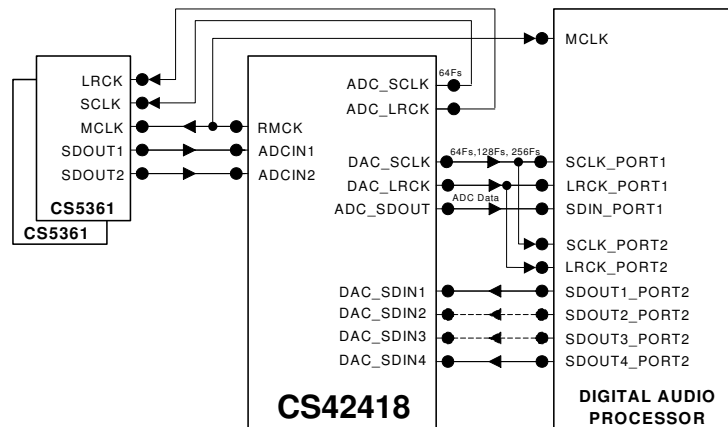 LRCK
SCLK
MCLK
SDOUT1
SDOUT2
CS5361
CS5361
RMCK
ADCIN1
ADCIN2
ADC_SCLK
ADC_LRCK
DAC_SCLK
DAC_LRCK
ADC_SDOUT
DAC_SDIN1
DAC_SDIN2
DAC_SDIN3
DAC_SDIN4
CS42418
64Fs
64Fs,128Fs, 256Fs
ADC Data
MCLK
SCLK_PORT1
LRCK_PORT1
SDIN_PORT1
SCLK_PORT2
LRCK_PORT2
SDOUT1_PORT2
SDOUT2_PORT2
SDOUT3_PORT2
SDOUT4_PORT2
DIGITAL AUDIO
PROCESSOR